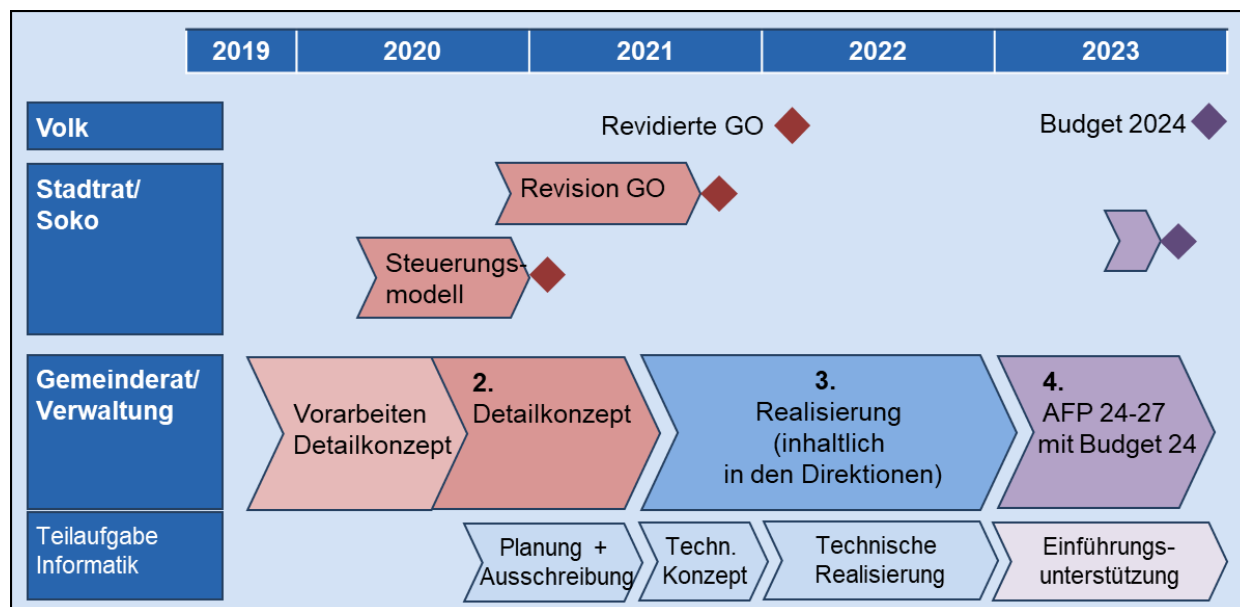 2019 2020 2021 2022 2023
Volk
Revidierte GO
Budget 2024
Stadtrat/
Soko
Revision GO
Steuerungs-
modell
Gemeinderat/
Verwaltung
Vorarbeiten
Detailkonzept
2.
Detailkonzept
3.
Realisierung
(inhaltlich
in den Direktionen)
4.
AFP 24-27
mit Budget 24
Teilaufgabe
Informatik
Planung +
Ausschreibung
Techn.
Konzept
Technische
Realisierung
Einführungs-
unterstützung